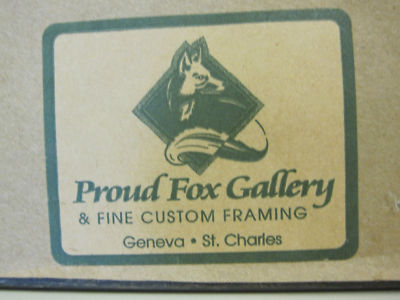 Proud Fox Gallery
& FINE CUSTOM FRAMING
Geneva • St. Charles